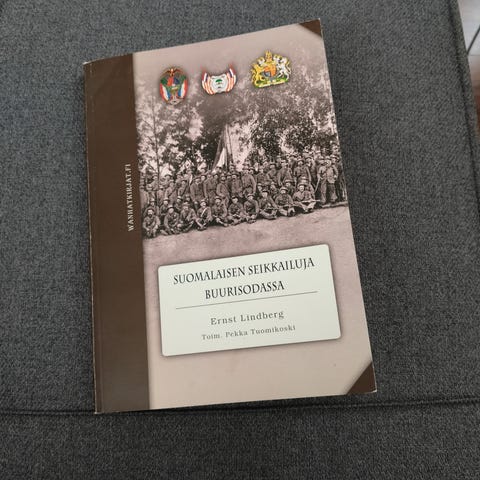 WANHATKIRJAT.FI
SUOMALAISEN SEIKKAILUJA
BUURISODASSA
Ernst Lindberg
Toim. Pekka Tuomikoski